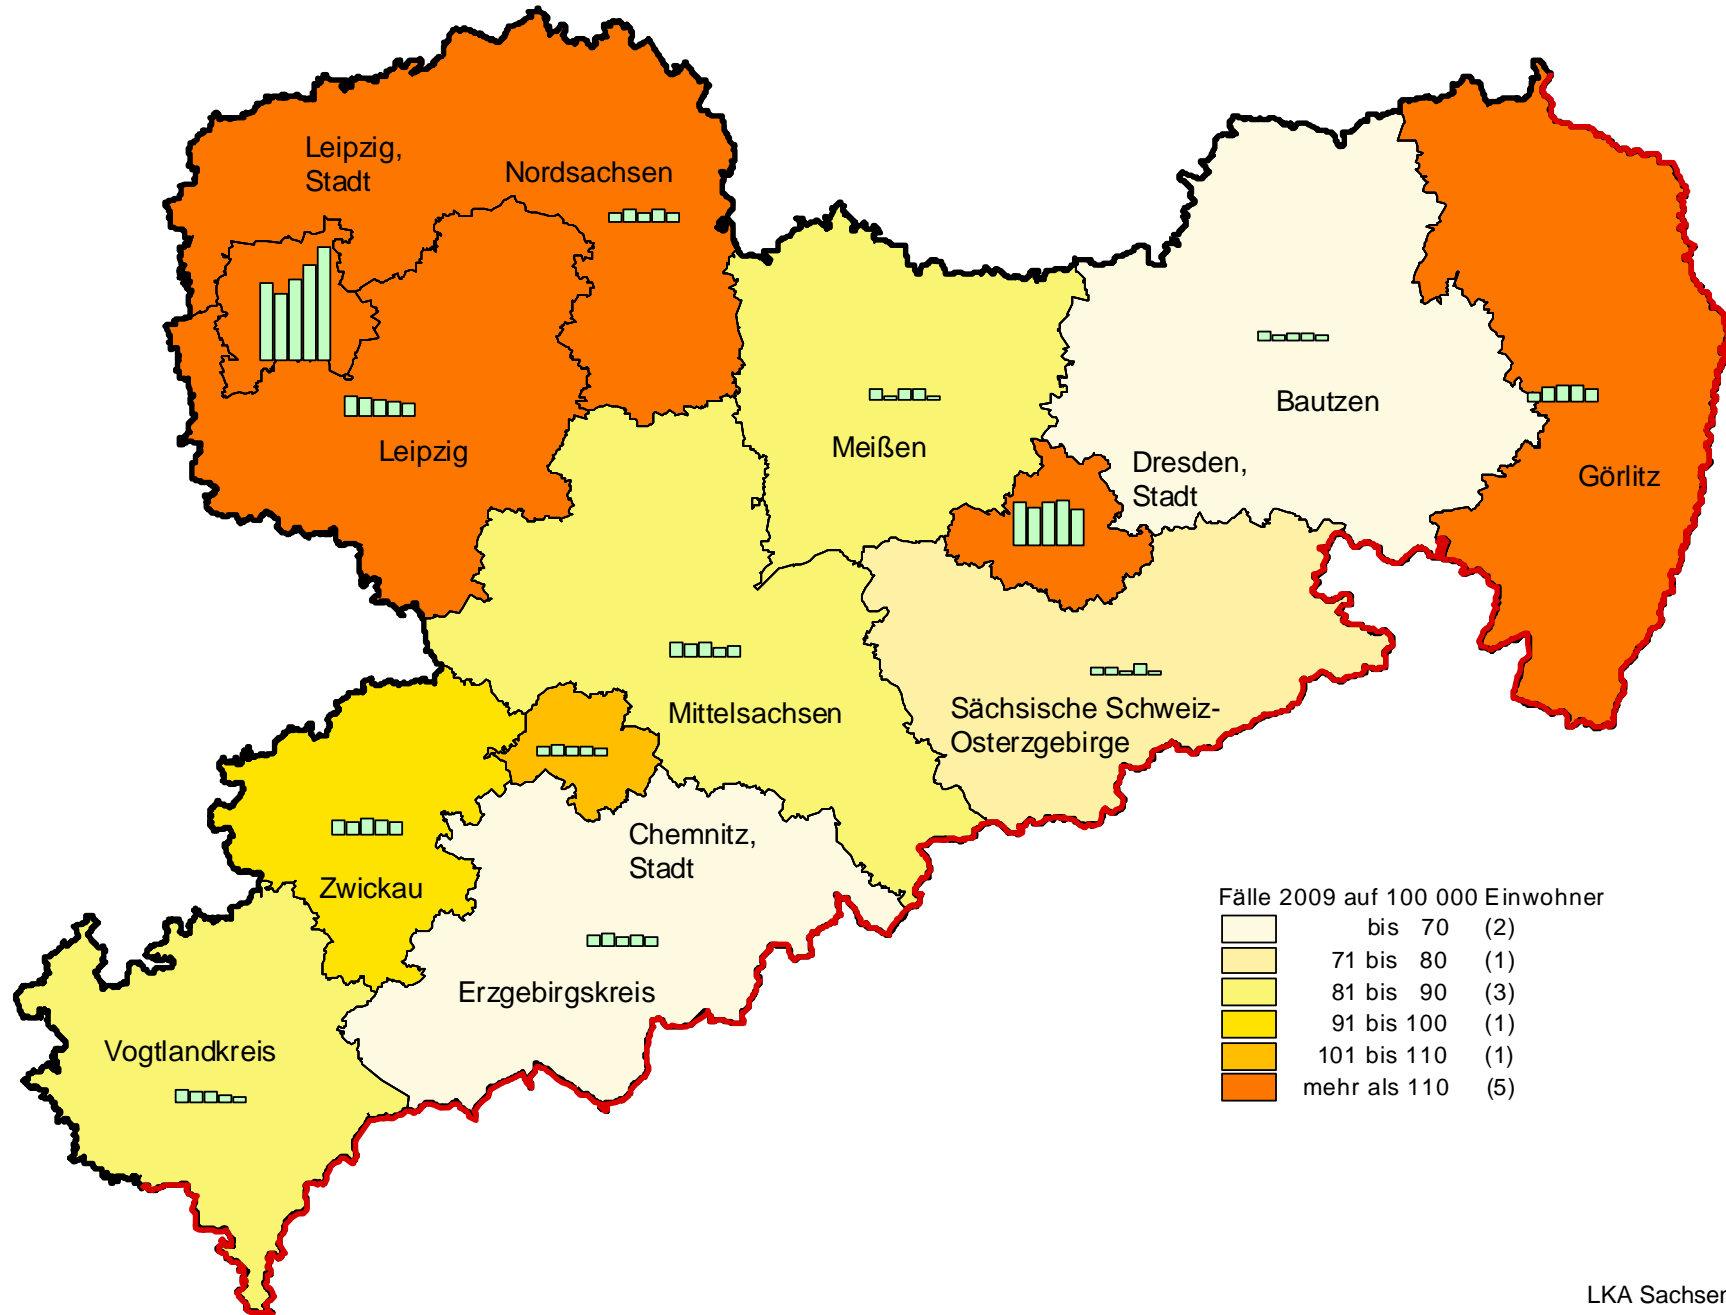 Leipzig,
Stadt
Nordsachsen
Leipzig
Meißen
Bautzen
Dresden,
Stadt
Görlitz
Mittelsachsen
Sächsische Schweiz-
Osterzgebirge
Chemnitz,
Stadt
Zwickau
Erzgebirgskreis
Vogtlandkreis
Fälle 2009 auf 100 000 Einwohner
bis 70 (2)
71 bis 80 (1)
81 bis 90 (3)
91 bis 100 (1)
101 bis 110 (1)
mehr als 110 (5)
LKA Sachsen